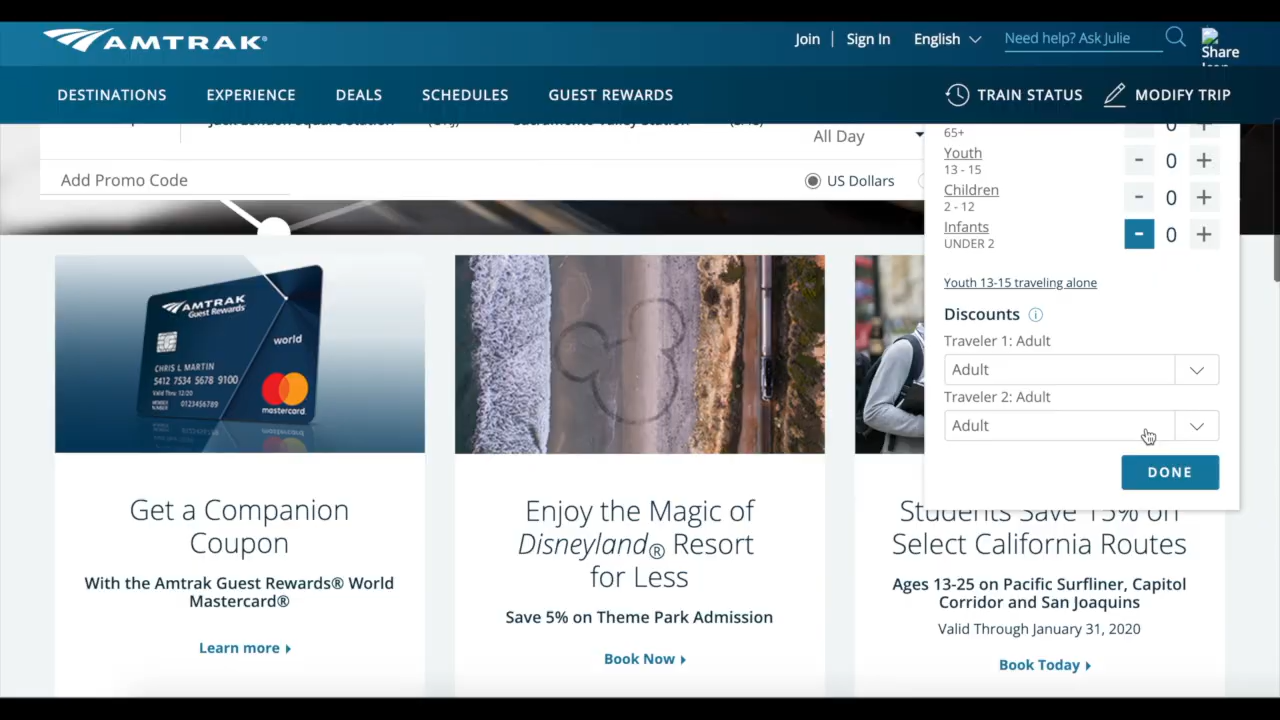 AMTRAK
Join
Sign In
English
Need help? Ask Julie
Share
DESTINATIONS
EXPERIENCE
DEALS
SCHEDULES
GUEST REWARDS
TRAIN STATUS
MODIFY TRIP
All Day
Add Promo Code
US Dollars
65+
Youth
13 - 15
- 0 +
Children
2 - 12
- 0 +
Infants
UNDER 2
- 0 +
Youth 13-15 traveling alone
Discounts
Traveler 1: Adult
Adult
Traveler 2: Adult
Adult
DONE
AMTRAK
Guest Rewards
world
CHRIS L MARTIN
5412 7534 5678 9100
0123456789
mastercard
Get a Companion
Coupon
With the Amtrak Guest Rewards® World
Mastercard®
Learn more
Enjoy the Magic of
Disneyland® Resort
for Less
Save 5% on Theme Park Admission
Book Now
Students Save 15% on
Select California Routes
Ages 13-25 on Pacific Surfliner, Capitol
Corridor and San Joaquins
Valid Through January 31, 2020
Book Today